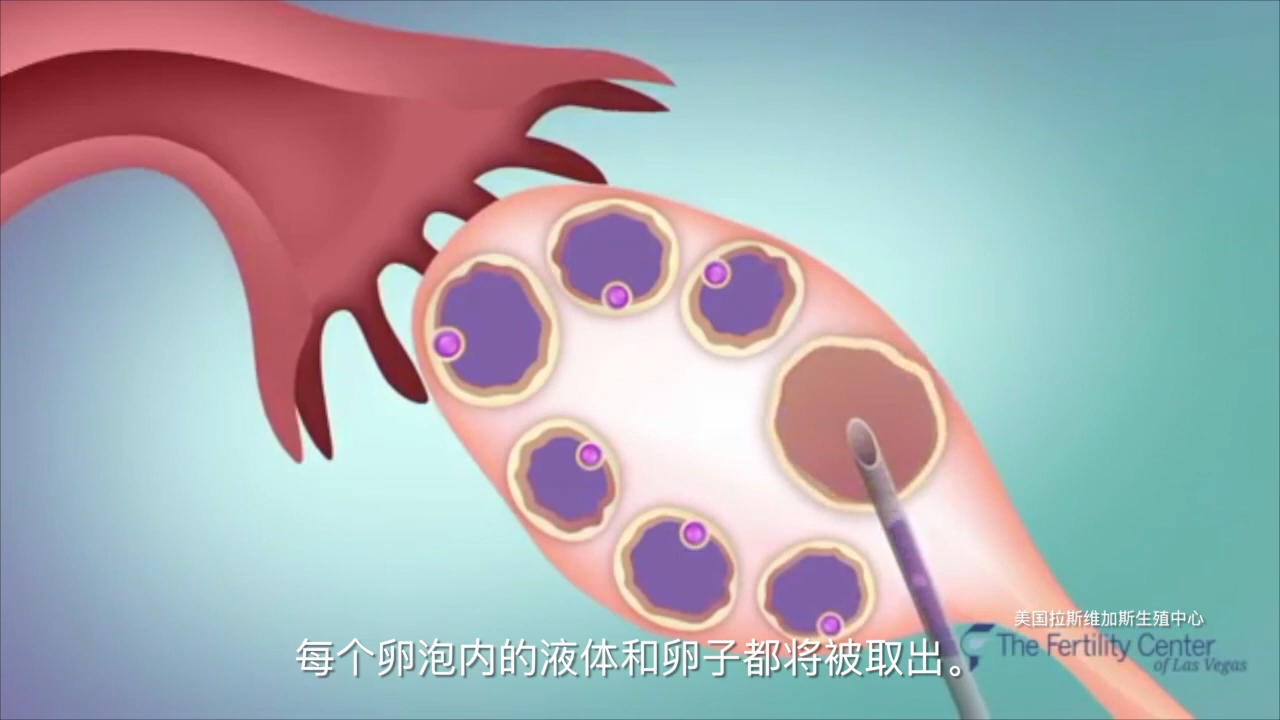 美国拉斯维加斯生殖中心
The Fertility Center
of Las Vegas
每个卵泡内的液体和卵子都将被取出。